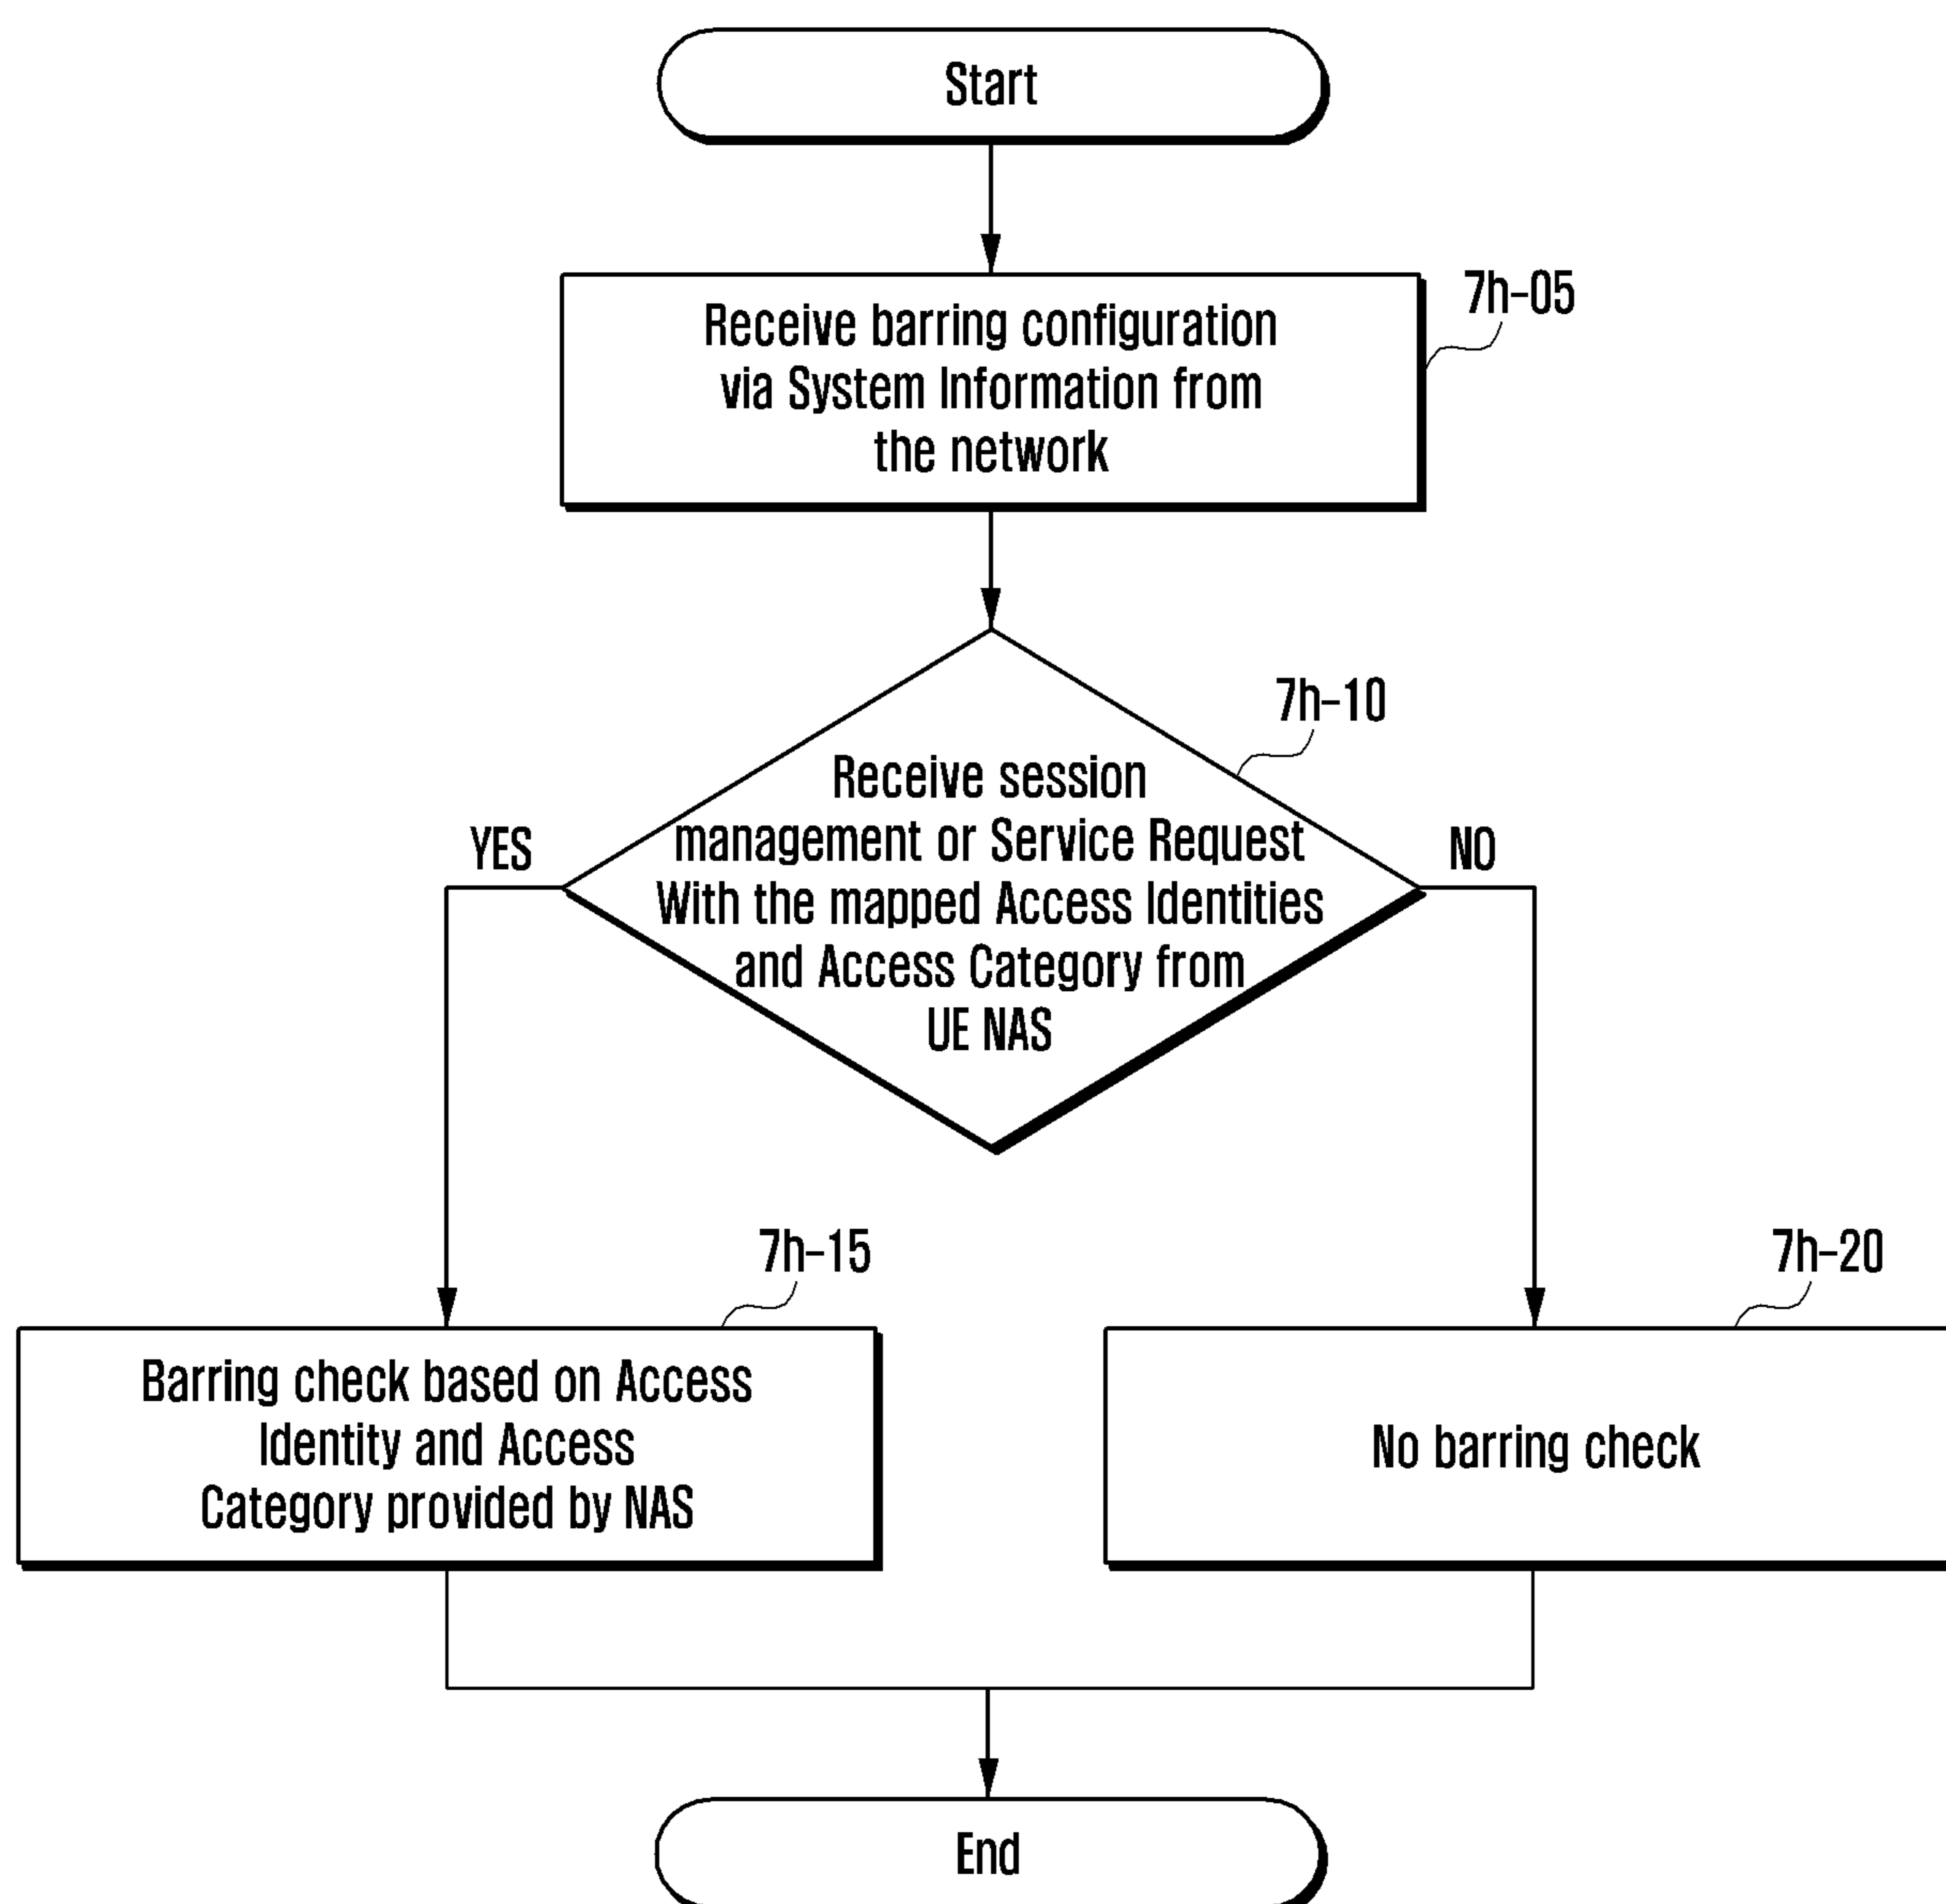 Start
7h-05
Receive barring configuration
via System Information from
the network
7h-10
Receive session
management or Service Request
With the mapped Access Identities
and Access Category from
UE NAS
YES
NO
7h-15
Barring check based on Access
Identity and Access
Category provided by NAS
7h-20
No barring check
End